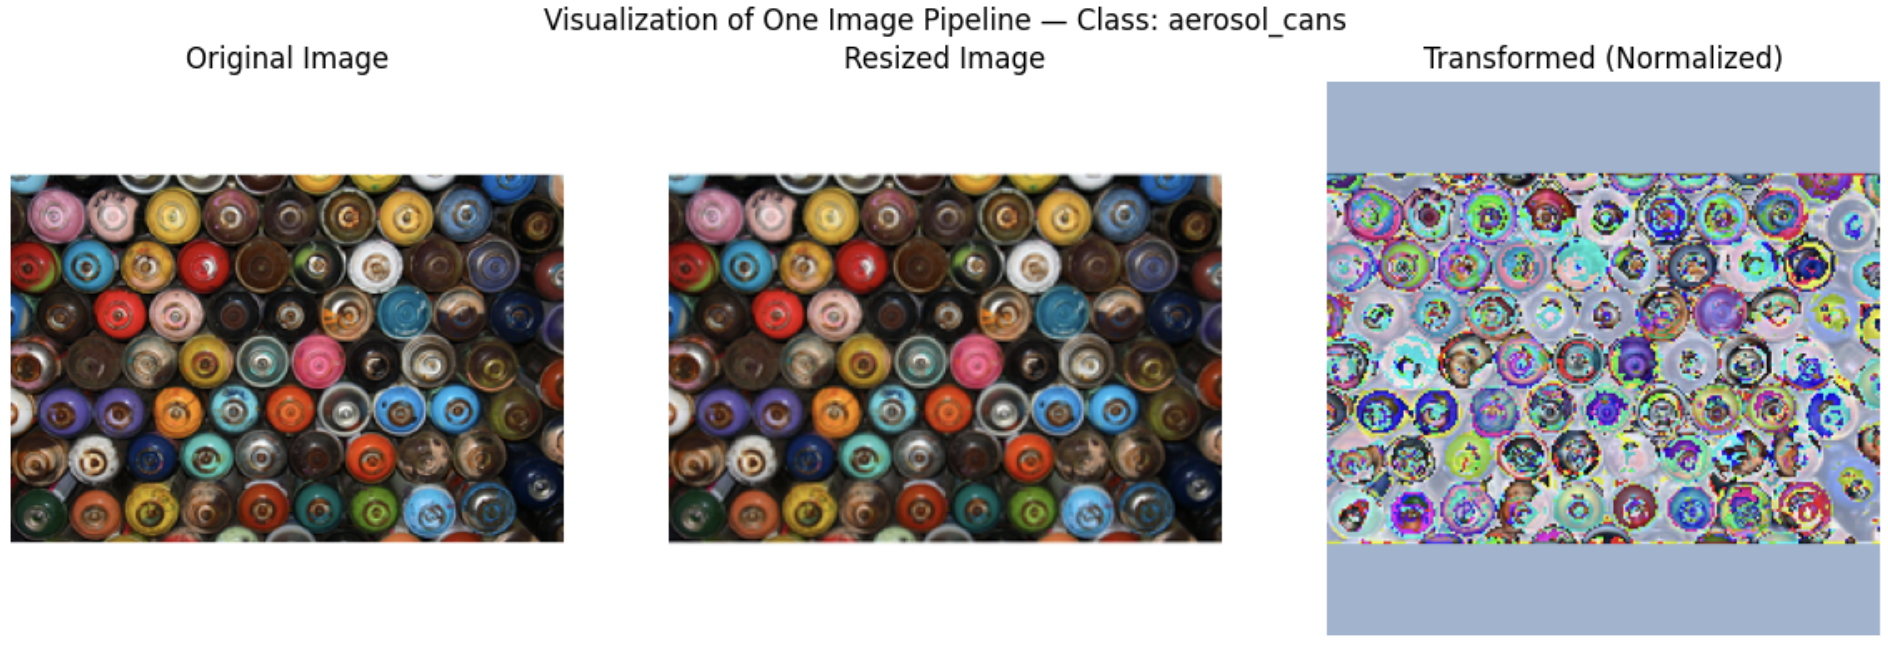 Visualization of One Image Pipeline — Class: aerosol_cans
Original Image
Resized Image
Transformed (Normalized)